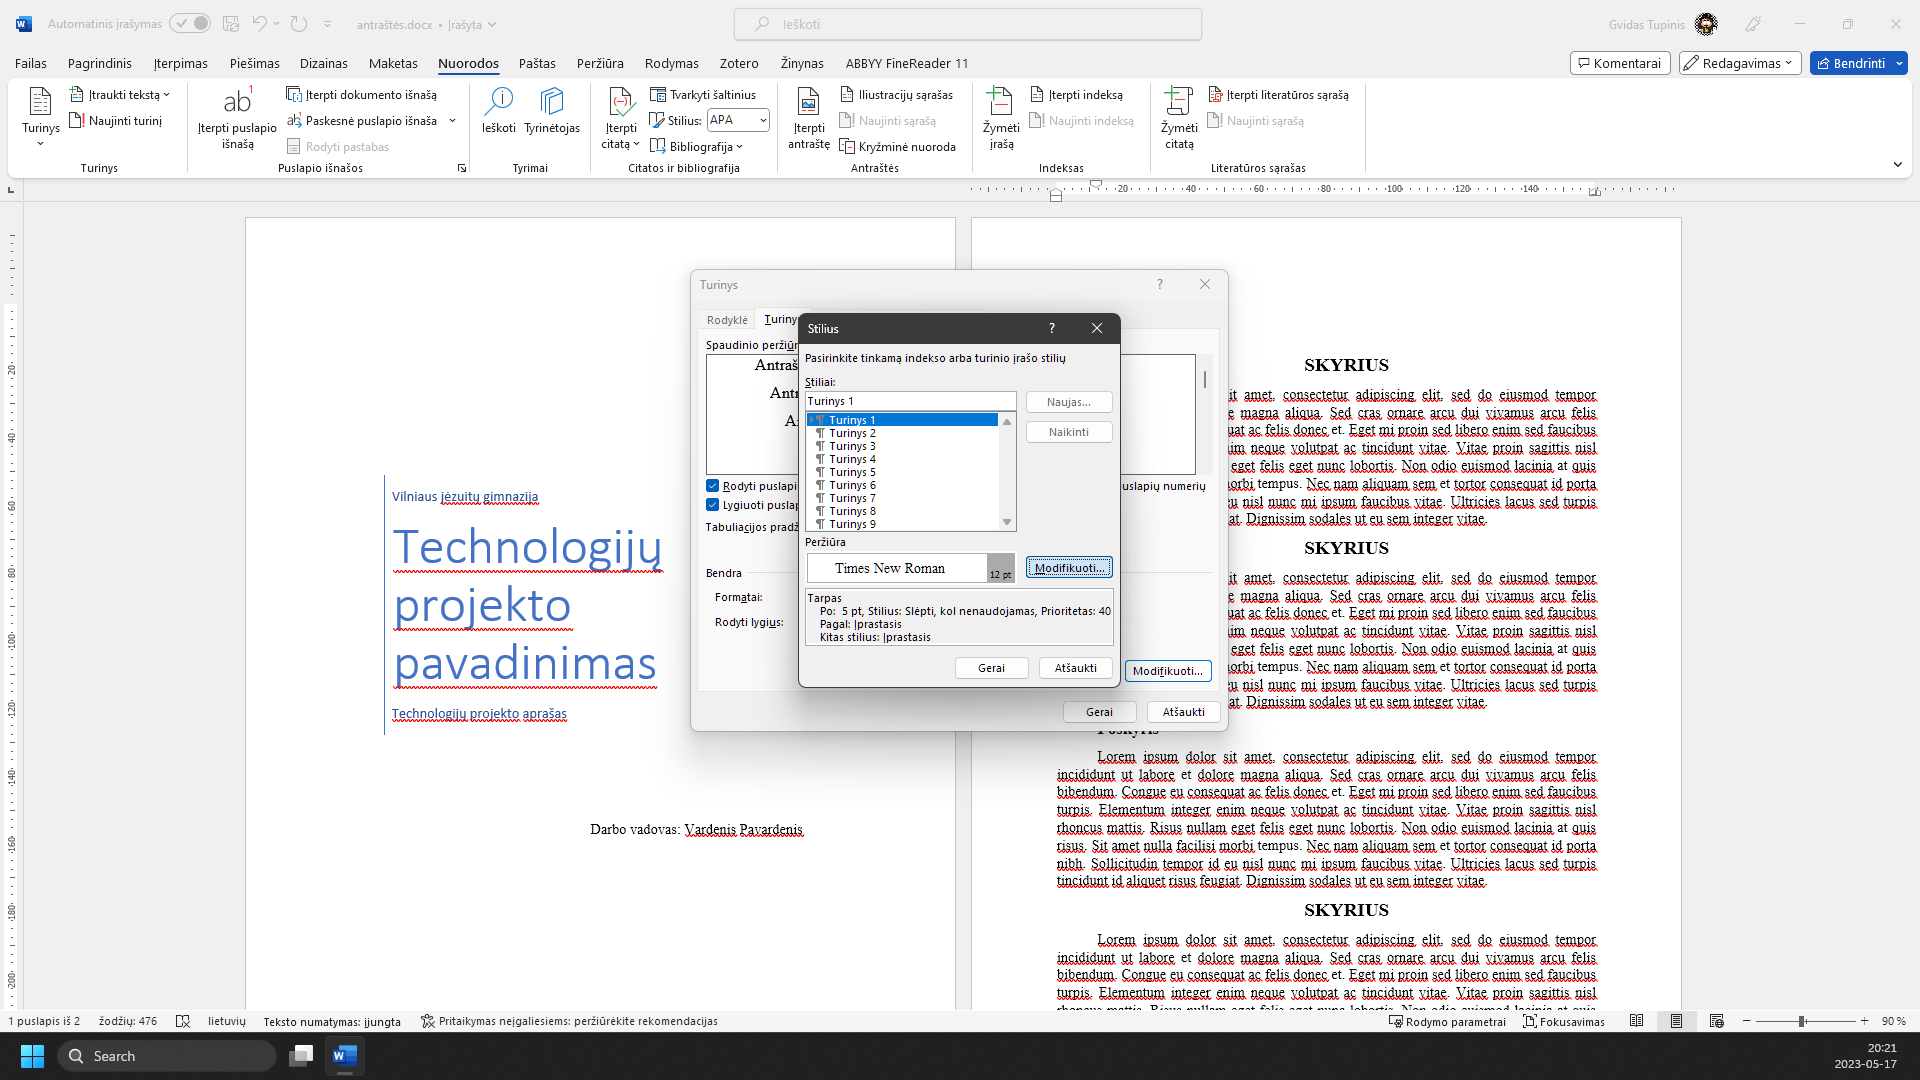 Automatinis įrašymas
antraštės.docx • Įrašyta
Ieškoti
Gvidas Tupinis
Failas Pagrindinis Įterpimas Piešimas Dizainas Maketas Nuorodos Paštas Peržiūra Rodymas Zotero Žinynas ABBYY FineReader 11
Komentarai Redagavimas Bendrinti
Turinys
Įtraukti tekstą
Naujinti turinį
Turinys
ab 1
Įterpti puslapio išnašą
Įterpti dokumento išnašą
Paskesnė puslapio išnaša
Rodyti pastabas
Puslapio išnašos
Ieškoti Tyrinėtojas
Tyrimai
Įterpti citatą
Tvarkyti šaltinius
Stilius: APA
Bibliografija
Citatos ir bibliografija
Įterpti antraštę
Iliustracijų sąrašas
Naujinti sąrašą
Kryžminė nuoroda
Antraštės
Žymėti įrašą
Įterpti indeksą
Naujinti indeksą
Indeksas
Žymėti citatą
Įterpti literatūros sąrašą
Naujinti sąrašą
Literatūros sąrašas
20 40 60 80 100 120 140
20 40 60 80 100 120 140 160 180 200
Vilniaus jėzuitų gimnazija
Technologijų
projekto
pavadinimas
Technologijų projekto aprašas
Darbo vadovas: Vardenis Pavardenis
Turinys
?
Rodyklė Turiny
Spaudinio peržiūr
Antraš
Antr
A
Rodyti puslapi
uslapių numerių
Lygiuoti puslap
Tabuliacijos pradž
Bendra
Formatai:
Rodyti lygius:
Modifikuoti...
Gerai Atšaukti
Stilius
?
Pasirinkite tinkamą indekso arba turinio įrašo stilių
Stiliai:
Turinys 1
Naujas...
Naikinti
Turinys 1
Turinys 2
Turinys 3
Turinys 4
Turinys 5
Turinys 6
Turinys 7
Turinys 8
Turinys 9
Peržiūra
Times New Roman
12 pt
Modifikuoti...
Tarpas
Po: 5 pt, Stilius: Slėpti, kol nenaudojamas, Prioritetas: 40
Pagal: Įprastasis
Kitas stilius: Įprastasis
Gerai Atšaukti
SKYRIUS
it amet, consectetur adipiscing elit, sed do eiusmod tempor
magna aliqua. Sed cras ornare arcu dui vivamus arcu felis
uat ac felis donec et. Eget mi proin sed libero enim sed faucibus
im neque volutpat ac tincidunt vitae. Vitae proin sagittis nisl
eget felis eget nunc lobortis. Non odio euismod lacinia at quis
orbi tempus. Nec nam aliquam sem et tortor consequat id porta
u nisl nunc mi ipsum faucibus vitae. Ultricies lacus sed turpis
at. Dignissim sodales ut eu sem integer vitae.
SKYRIUS
it amet, consectetur adipiscing elit, sed do eiusmod tempor
magna aliqua. Sed cras ornare arcu dui vivamus arcu felis
uat ac felis donec et. Eget mi proin sed libero enim sed faucibus
im neque volutpat ac tincidunt vitae. Vitae proin sagittis nisl
eget felis eget nunc lobortis. Non odio euismod lacinia at quis
orbi tempus. Nec nam aliquam sem et tortor consequat id porta
u nisl nunc mi ipsum faucibus vitae. Ultricies lacus sed turpis
at. Dignissim sodales ut eu sem integer vitae.
Poskyris
Lorem ipsum dolor sit amet, consectetur adipiscing elit, sed do eiusmod tempor
incididunt ut labore et dolore magna aliqua. Sed cras ornare arcu dui vivamus arcu felis
bibendum. Congue eu consequat ac felis donec et. Eget mi proin sed libero enim sed faucibus
turpis. Elementum integer enim neque volutpat ac tincidunt vitae. Vitae proin sagittis nisl
rhoncus mattis. Risus nullam eget felis eget nunc lobortis. Non odio euismod lacinia at quis
risus. Sit amet nulla facilisi morbi tempus. Nec nam aliquam sem et tortor consequat id porta
nibh. Sollicitudin tempor id eu nisl nunc mi ipsum faucibus vitae. Ultricies lacus sed turpis
tincidunt id aliquet risus feugiat. Dignissim sodales ut eu sem integer vitae.
SKYRIUS
Lorem ipsum dolor sit amet, consectetur adipiscing elit, sed do eiusmod tempor
incididunt ut labore et dolore magna aliqua. Sed cras ornare arcu dui vivamus arcu felis
bibendum. Congue eu consequat ac felis donec et. Eget mi proin sed libero enim sed faucibus
turpis. Elementum integer enim neque volutpat ac tincidunt vitae. Vitae proin sagittis nisl
1 puslapis iš 2 žodžių: 476 lietuvių Teksto numatymas: įjungta Pritaikymas neįgaliesiems: peržiūrėkite rekomendacijas
Rodymo parametrai Fokusavimas 90 %
Search
20:21
2023-05-17